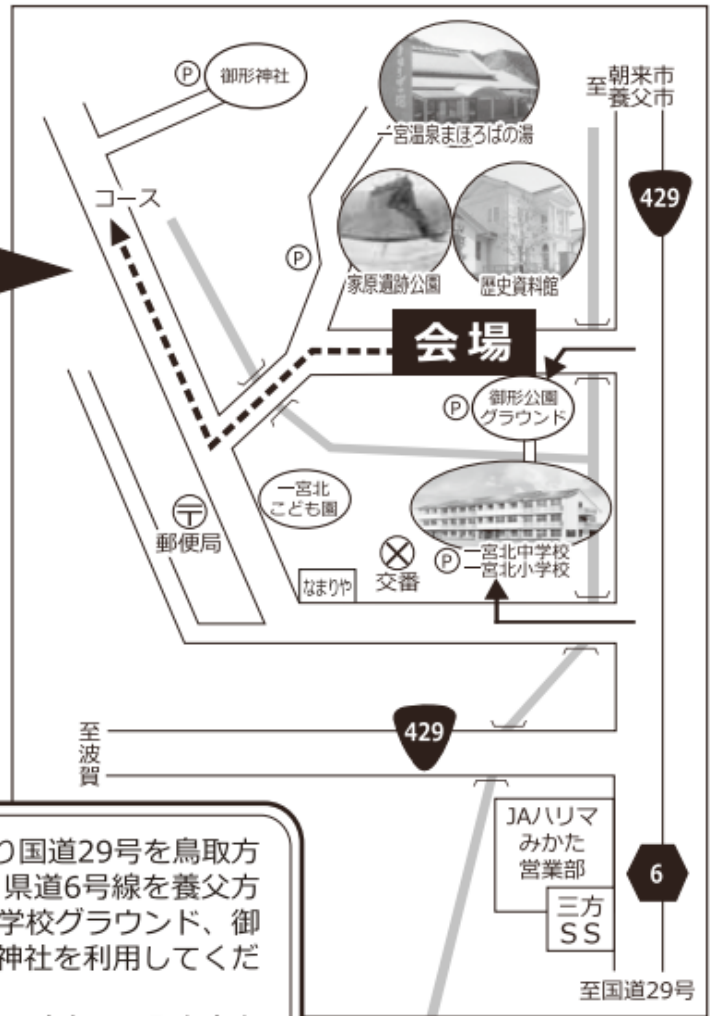 Ⓟ 御形神社
一宮温泉まほろばの湯
至 朝来市
養父市
429
コース
Ⓟ
家原遺跡公園
歴史資料館
会場
Ⓟ
御形公園
グラウンド
一宮北
こども園
〒
郵便局
なまりや
交番
Ⓟ 一宮北中学校
一宮北小学校
至波賀
429
JAハリマ
みかた
営業部
三方
SS
6
至国道29号
り国道29号を鳥取方
県道6号線を養父方
学校グラウンド、御
神社を利用してくだ